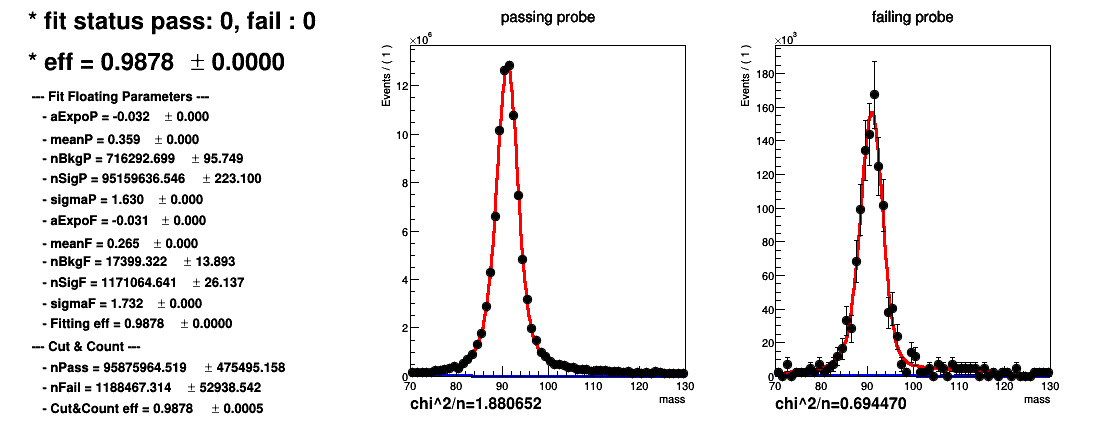 * fit status pass: 0, fail : 0
* eff = 0.9878 ± 0.0000
--- Fit Floating Parameters ---
- aExpoP = -0.032 ± 0.000
- meanP = 0.359 ± 0.000
- nBkgP = 716292.699 ± 95.749
- nSigP = 95159636.546 ± 223.100
- sigmaP = 1.630 ± 0.000
- aExpoF = -0.031 ± 0.000
- meanF = 0.265 ± 0.000
- nBkgF = 17399.322 ± 13.893
- nSigF = 1171064.641 ± 26.137
- sigmaF = 1.732 ± 0.000
- Fitting eff = 0.9878 ± 0.0000
--- Cut & Count ---
- nPass = 95875964.519 ± 475495.158
- nFail = 1188467.314 ± 52938.542
- Cut&Count eff = 0.9878 ± 0.0005
passing probe
×10^6
Events / ( 1 )
12
10
8
6
4
2
0
70 80 90 100 110 120 130
mass
chi^2/n=1.880652
failing probe
×10^3
Events / ( 1 )
180
160
140
120
100
80
60
40
20
0
70 80 90 100 110 120 130
mass
chi^2/n=0.694470